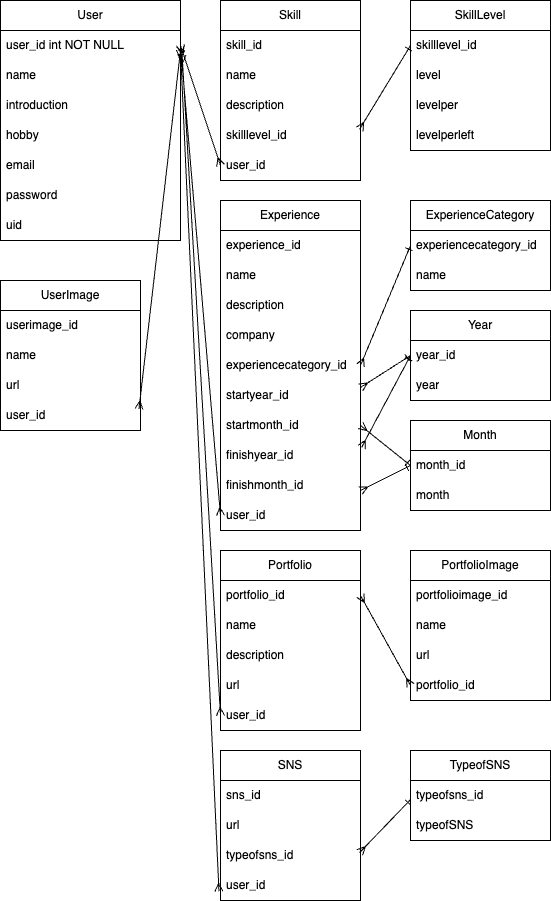 User
user_id int NOT NULL
name
introduction
hobby
email
password
uid
UserImage
userimage_id
name
url
user_id
Skill
skill_id
name
description
skilllevel_id
user_id
SkillLevel
skilllevel_id
level
levelper
levelperleft
Experience
experience_id
name
description
company
experiencecategory_id
startyear_id
startmonth_id
finishyear_id
finishmonth_id
user_id
ExperienceCategory
experiencecategory_id
name
Year
year_id
year
Month
month_id
month
Portfolio
portfolio_id
name
description
url
user_id
PortfolioImage
portfolioimage_id
name
url
portfolio_id
SNS
sns_id
url
typeofsns_id
user_id
TypeofSNS
typeofsns_id
typeofSNS